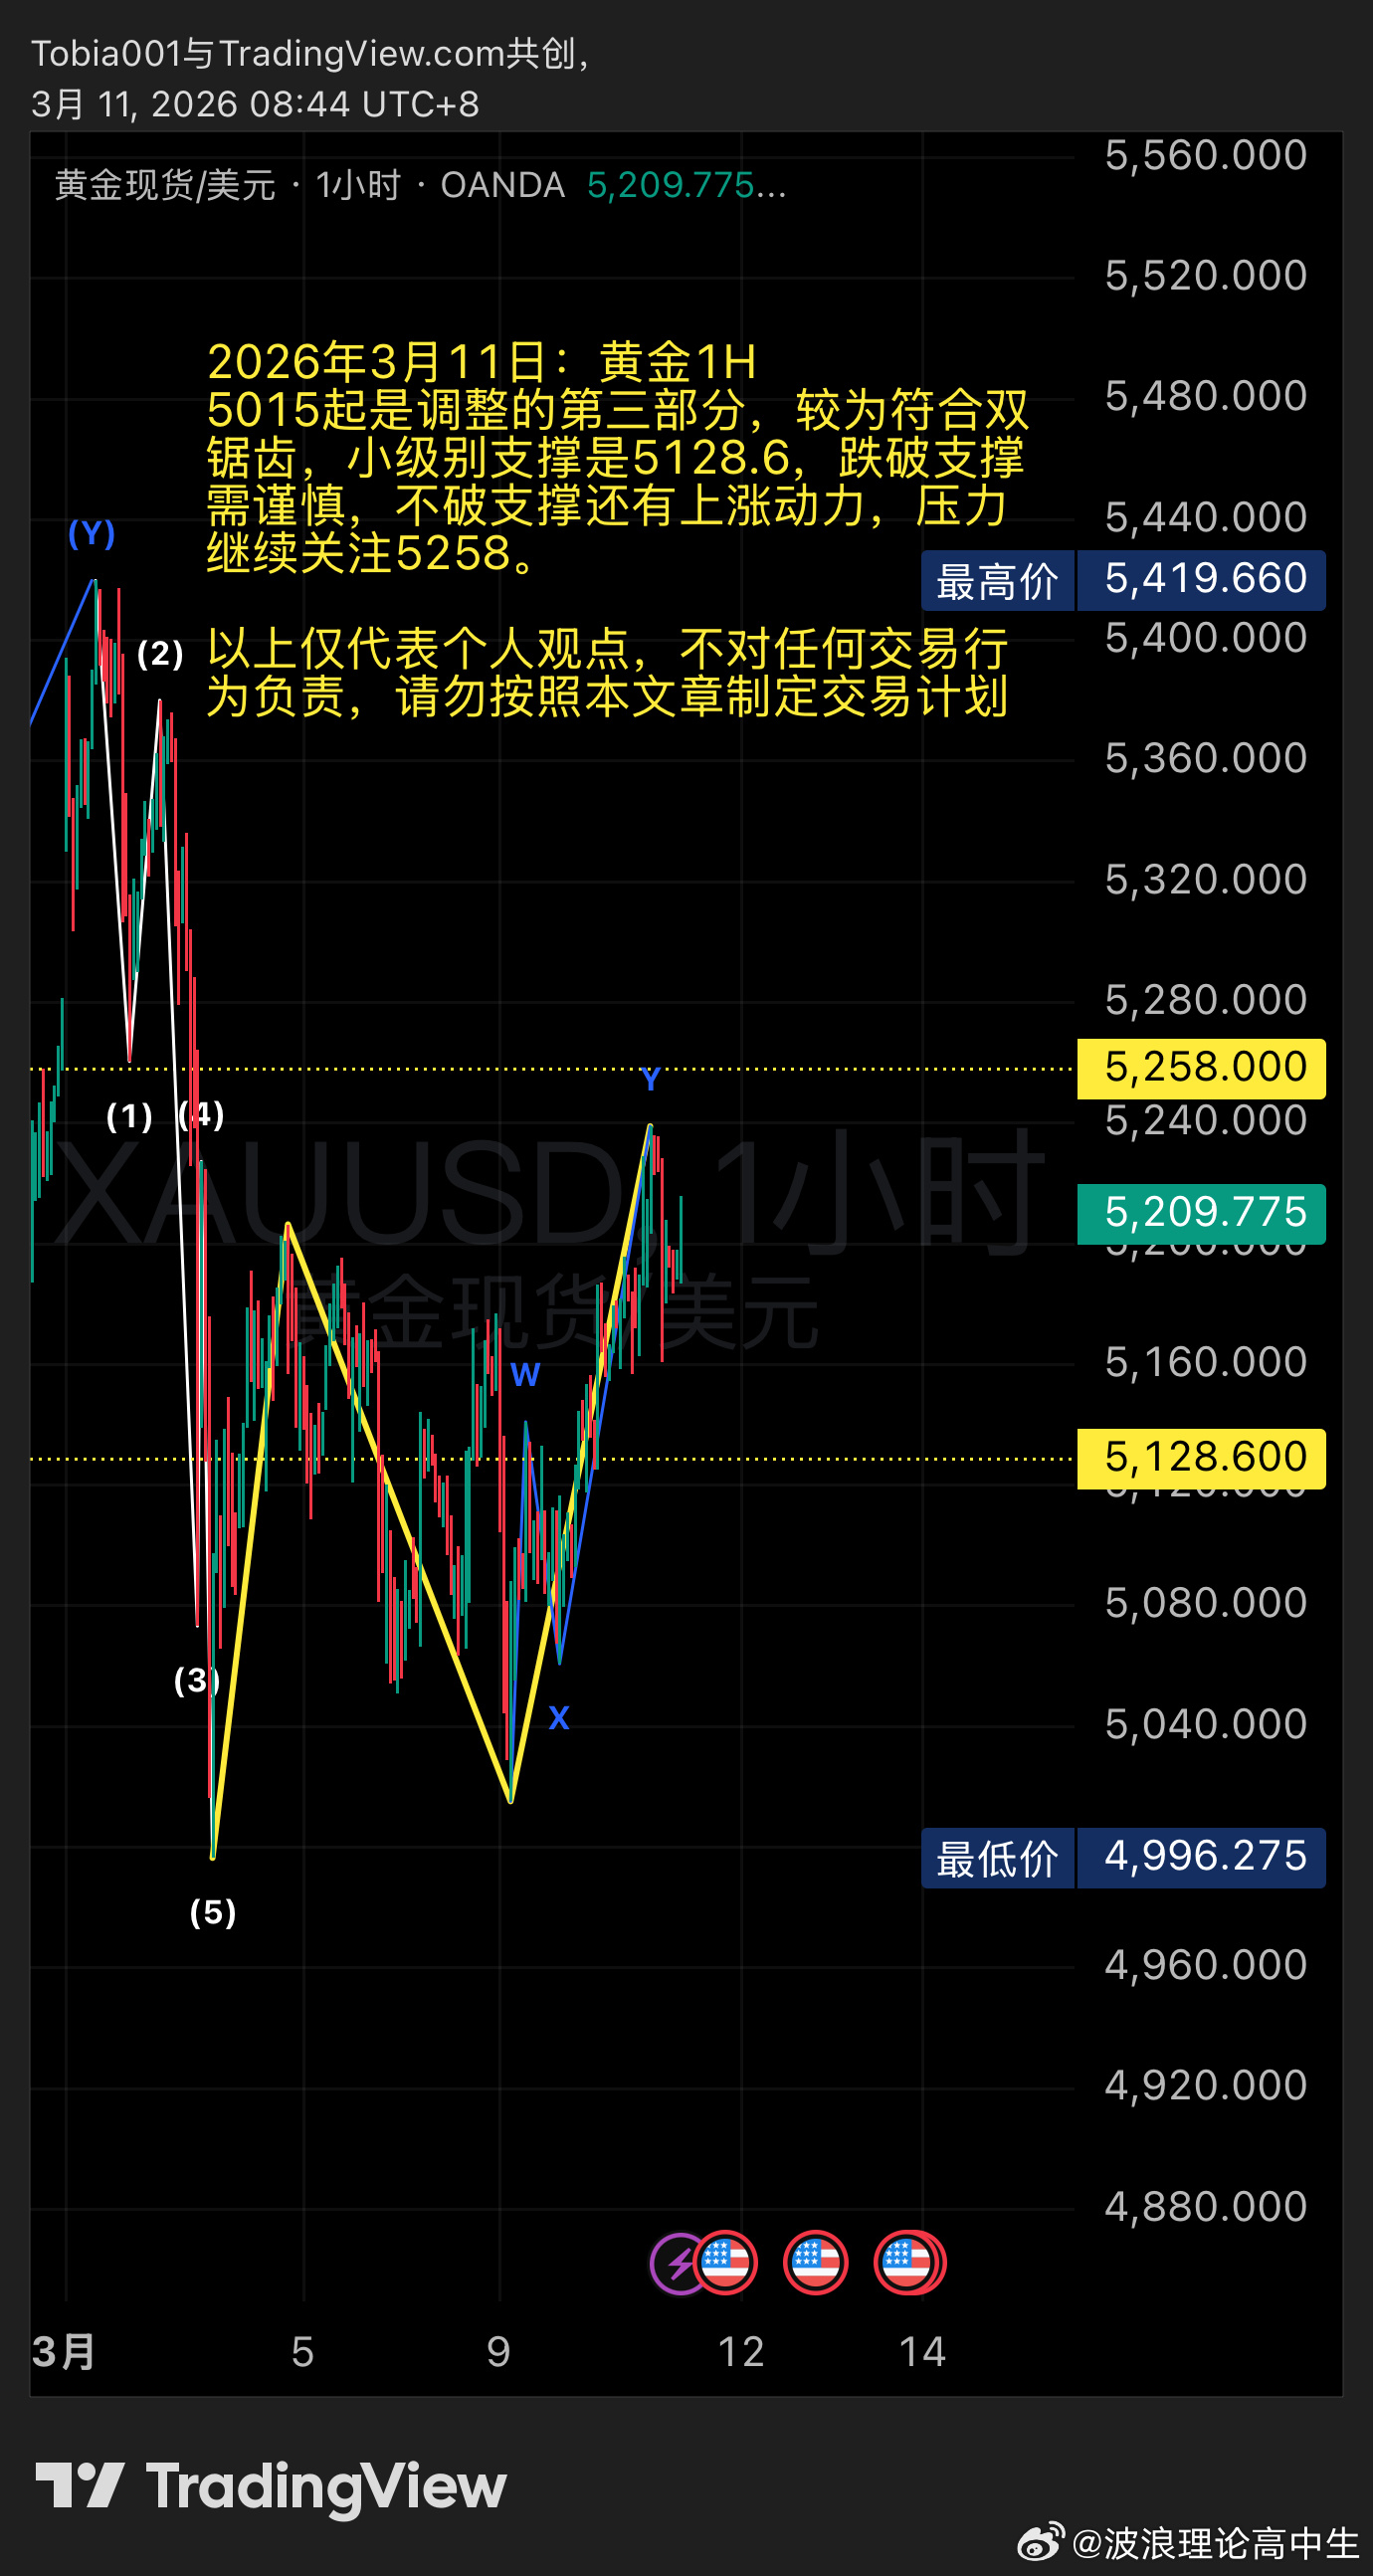 Tobia001与TradingView.com共创,
3月 11, 2026 08:44 UTC+8
黄金现货/美元 · 1小时 · OANDA 5,209.775...
5,560.000
5,520.000
2026年3月11日：黄金1H
5015起是调整的第三部分，较为符合双
锯齿，小级别支撑是5128.6，跌破支撑
需谨慎，不破支撑还有上涨动力，压力
继续关注5258。
以上仅代表个人观点，不对任何交易行
为负责，请勿按照本文章制定交易计划
5,480.000
5,440.000
(Y)
最高价 5,419.660
5,400.000
(2)
5,360.000
5,320.000
5,280.000
5,258.000
Y
(1)
(4)
5,240.000
XAUUSD, 1小时
黄金现货/美元
5,209.775
5,200.000
5,160.000
W
5,128.600
5,120.000
5,080.000
(3)
X
5,040.000
最低价 4,996.275
(5)
4,960.000
4,920.000
4,880.000
3月 5 9 12 14
TradingView
@波浪理论高中生